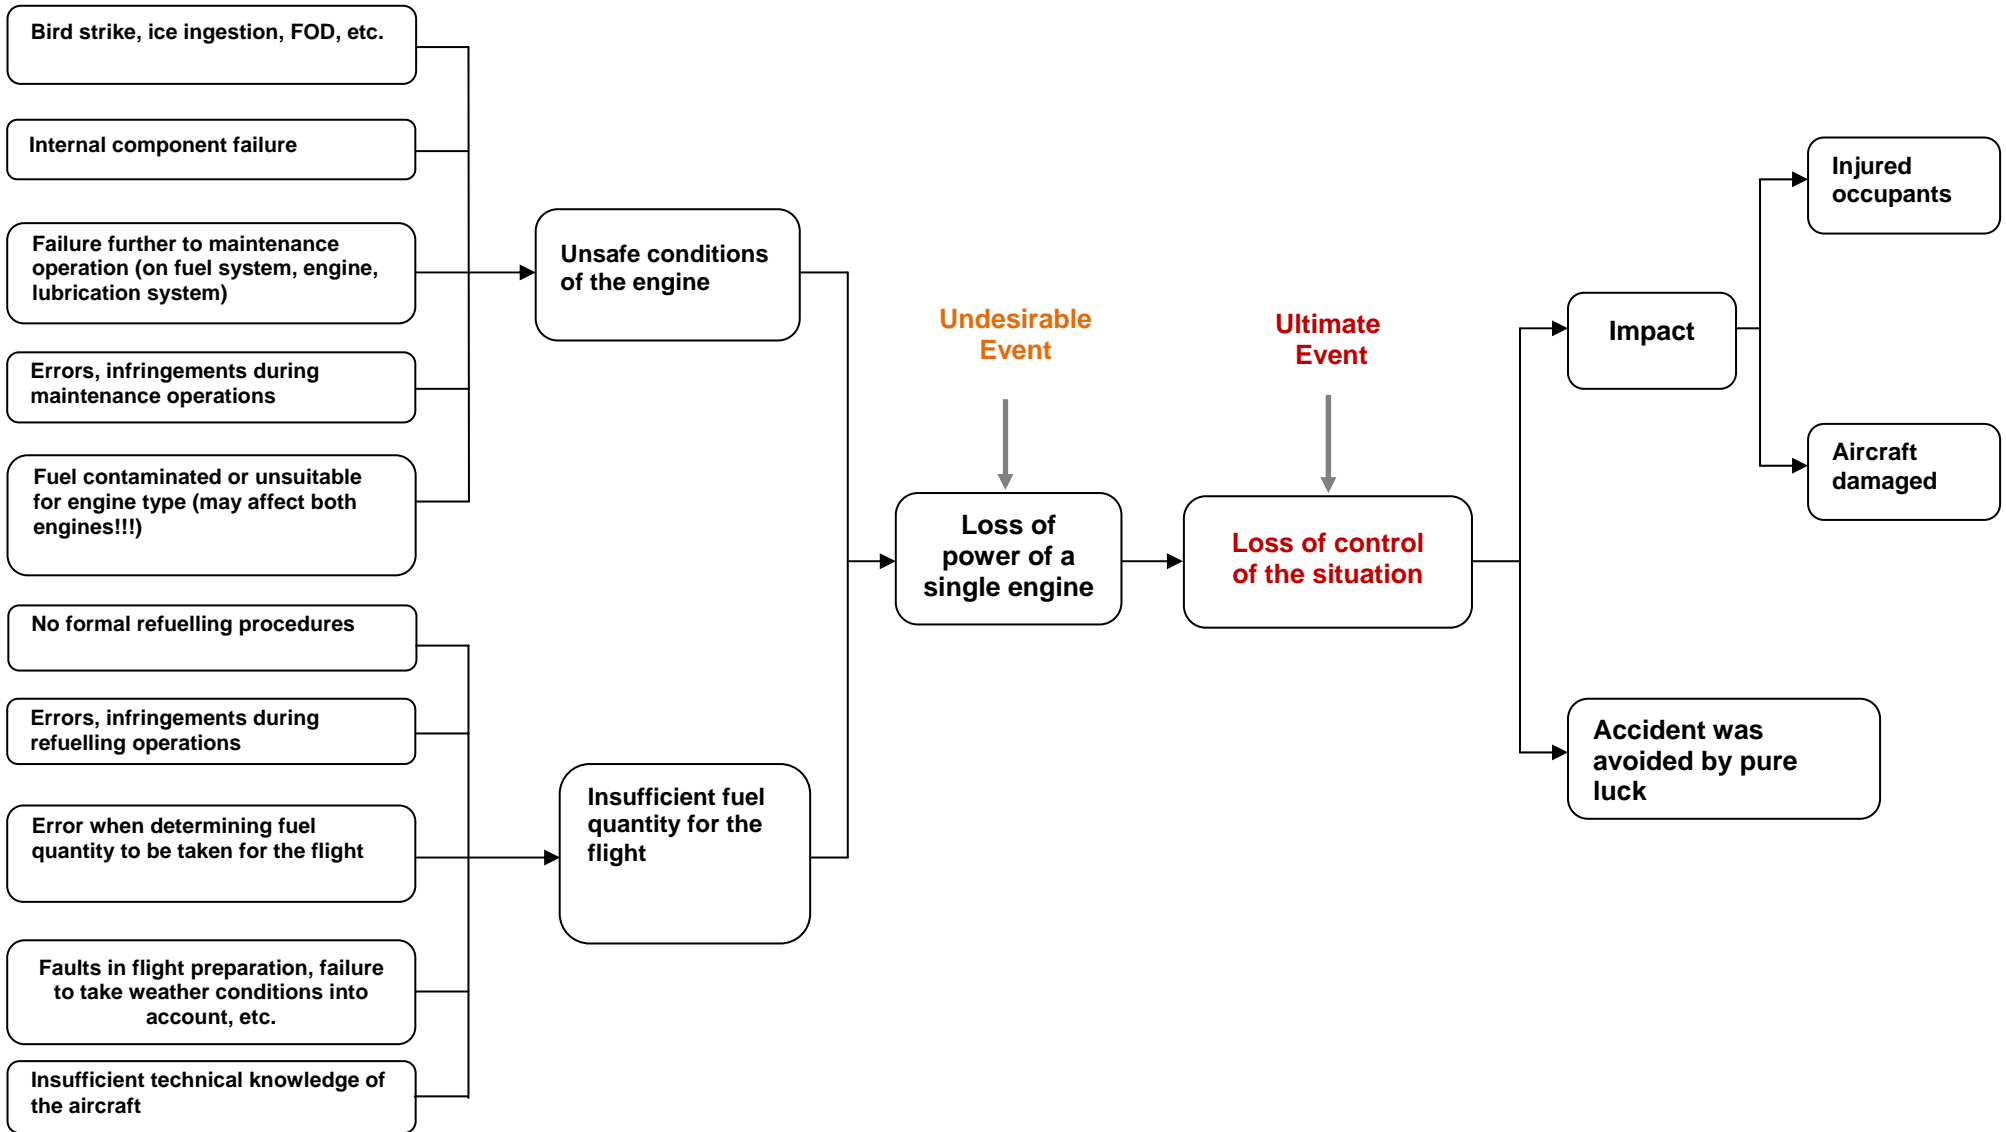 Bird strike, ice ingestion, FOD, etc.
Internal component failure
Failure further to maintenance
operation (on fuel system, engine,
lubrication system)
Errors, infringements during
maintenance operations
Fuel contaminated or unsuitable
for engine type (may affect both
engines!!!)
No formal refuelling procedures
Errors, infringements during
refuelling operations
Error when determining fuel
quantity to be taken for the flight
Faults in flight preparation, failure
to take weather conditions into
account, etc.
Insufficient technical knowledge of
the aircraft
Unsafe conditions
of the engine
Insufficient fuel
quantity for the
flight
Undesirable
Event
Loss of
power of a
single engine
Ultimate
Event
Loss of control
of the situation
Impact
Accident was
avoided by pure
luck
Injured
occupants
Aircraft
damaged